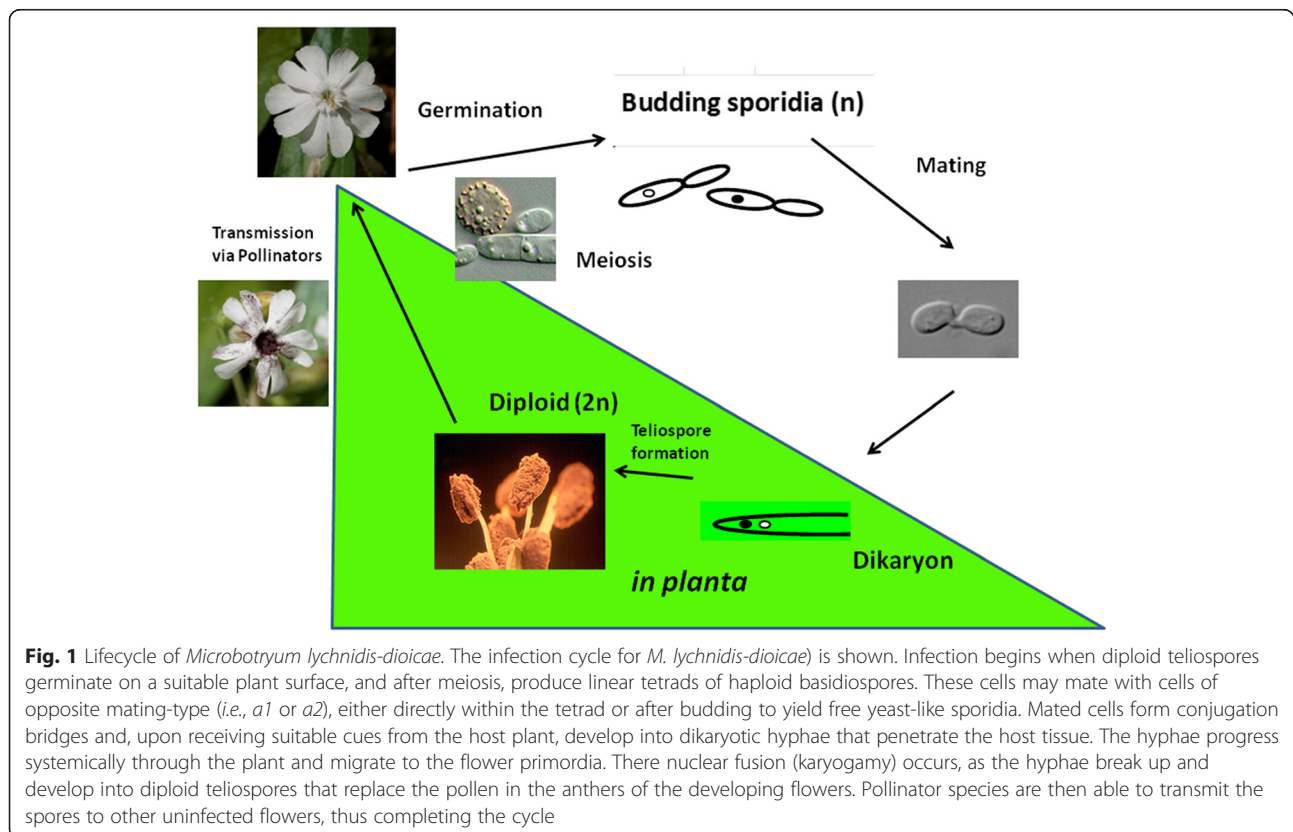 Germination
Budding sporidia (n)
Mating
Transmission
via Pollinators
Meiosis
Diploid (2n)
Teliospore
formation
Dikaryon
in planta
Fig. 1 Lifecycle of Microbotryum lychnidis-dioicae. The infection cycle for M. lychnidis-dioicae) is shown. Infection begins when diploid teliospores
germinate on a suitable plant surface, and after meiosis, produce linear tetrads of haploid basidiospores. These cells may mate with cells of
opposite mating-type (i.e., a1 or a2), either directly within the tetrad or after budding to yield free yeast-like sporidia. Mated cells form conjugation
bridges and, upon receiving suitable cues from the host plant, develop into dikaryotic hyphae that penetrate the host tissue. The hyphae progress
systemically through the plant and migrate to the flower primordia. There nuclear fusion (karyogamy) occurs, as the hyphae break up and
develop into diploid teliospores that replace the pollen in the anthers of the developing flowers. Pollinator species are then able to transmit the
spores to other uninfected flowers, thus completing the cycle